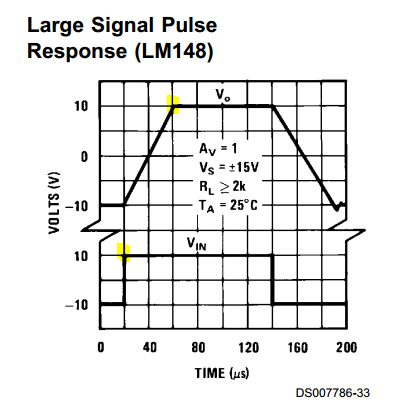 Large Signal Pulse
Response (LM148)
10
0
-10
10
-10
VOLTS (V)
Vo
AV = 1
VS = ±15V
RL ≥ 2k
TA = 25°C
VIN
0 40 80 120 160 200
TIME (μs)
DS007786-33